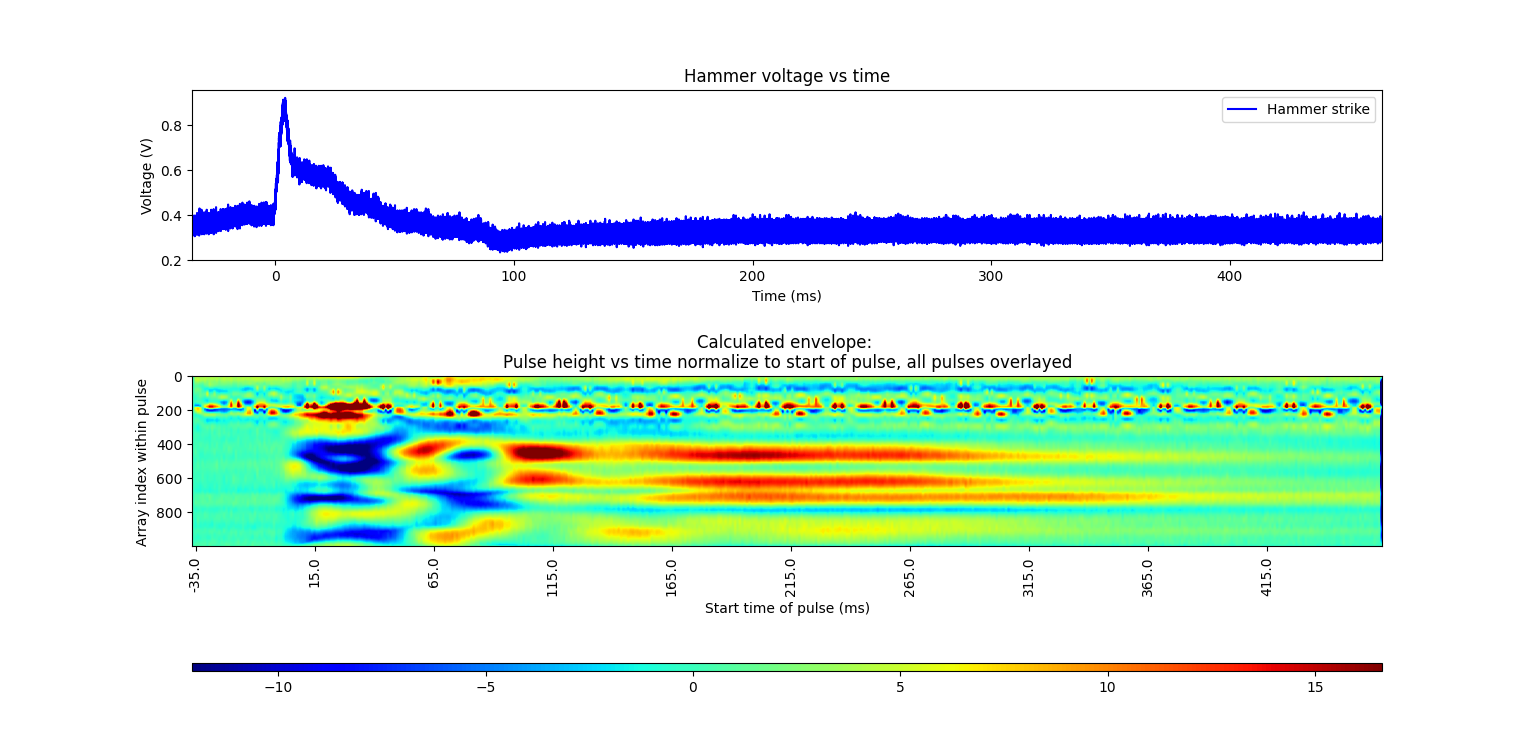 Hammer voltage vs time
Hammer strike
Voltage (V)
0.8
0.6
0.4
0.2
0 100 200 300 400
Time (ms)
Calculated envelope:
Pulse height vs time normalize to start of pulse, all pulses overlayed
Array index within pulse
0
200
400
600
800
-35.0 15.0 65.0 115.0 165.0 215.0 265.0 315.0 365.0 415.0
Start time of pulse (ms)
−10 −5 0 5 10 15